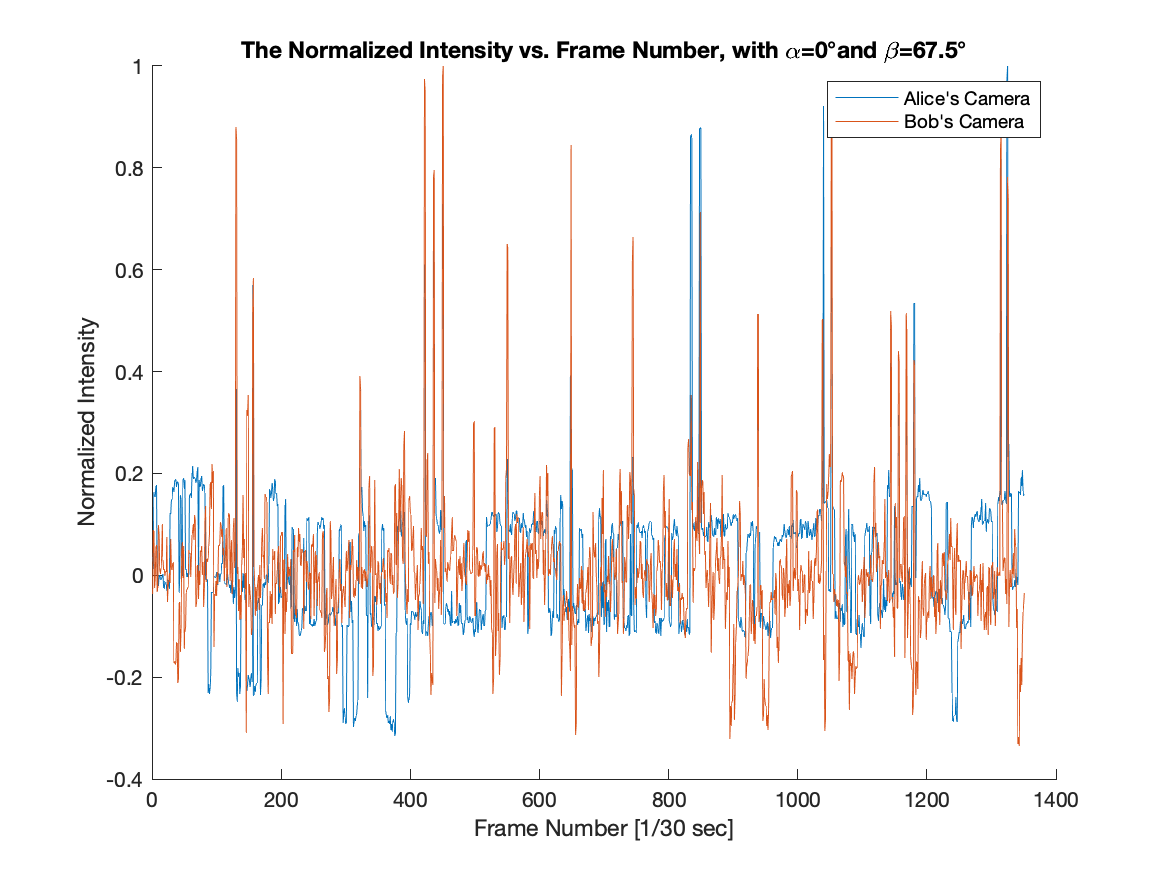 The Normalized Intensity vs. Frame Number, with α=0°and β=67.5°
Alice's Camera
Bob's Camera
1
0.8
0.6
0.4
0.2
0
-0.2
-0.4
Normalized Intensity
0 200 400 600 800 1000 1200 1400
Frame Number [1/30 sec]